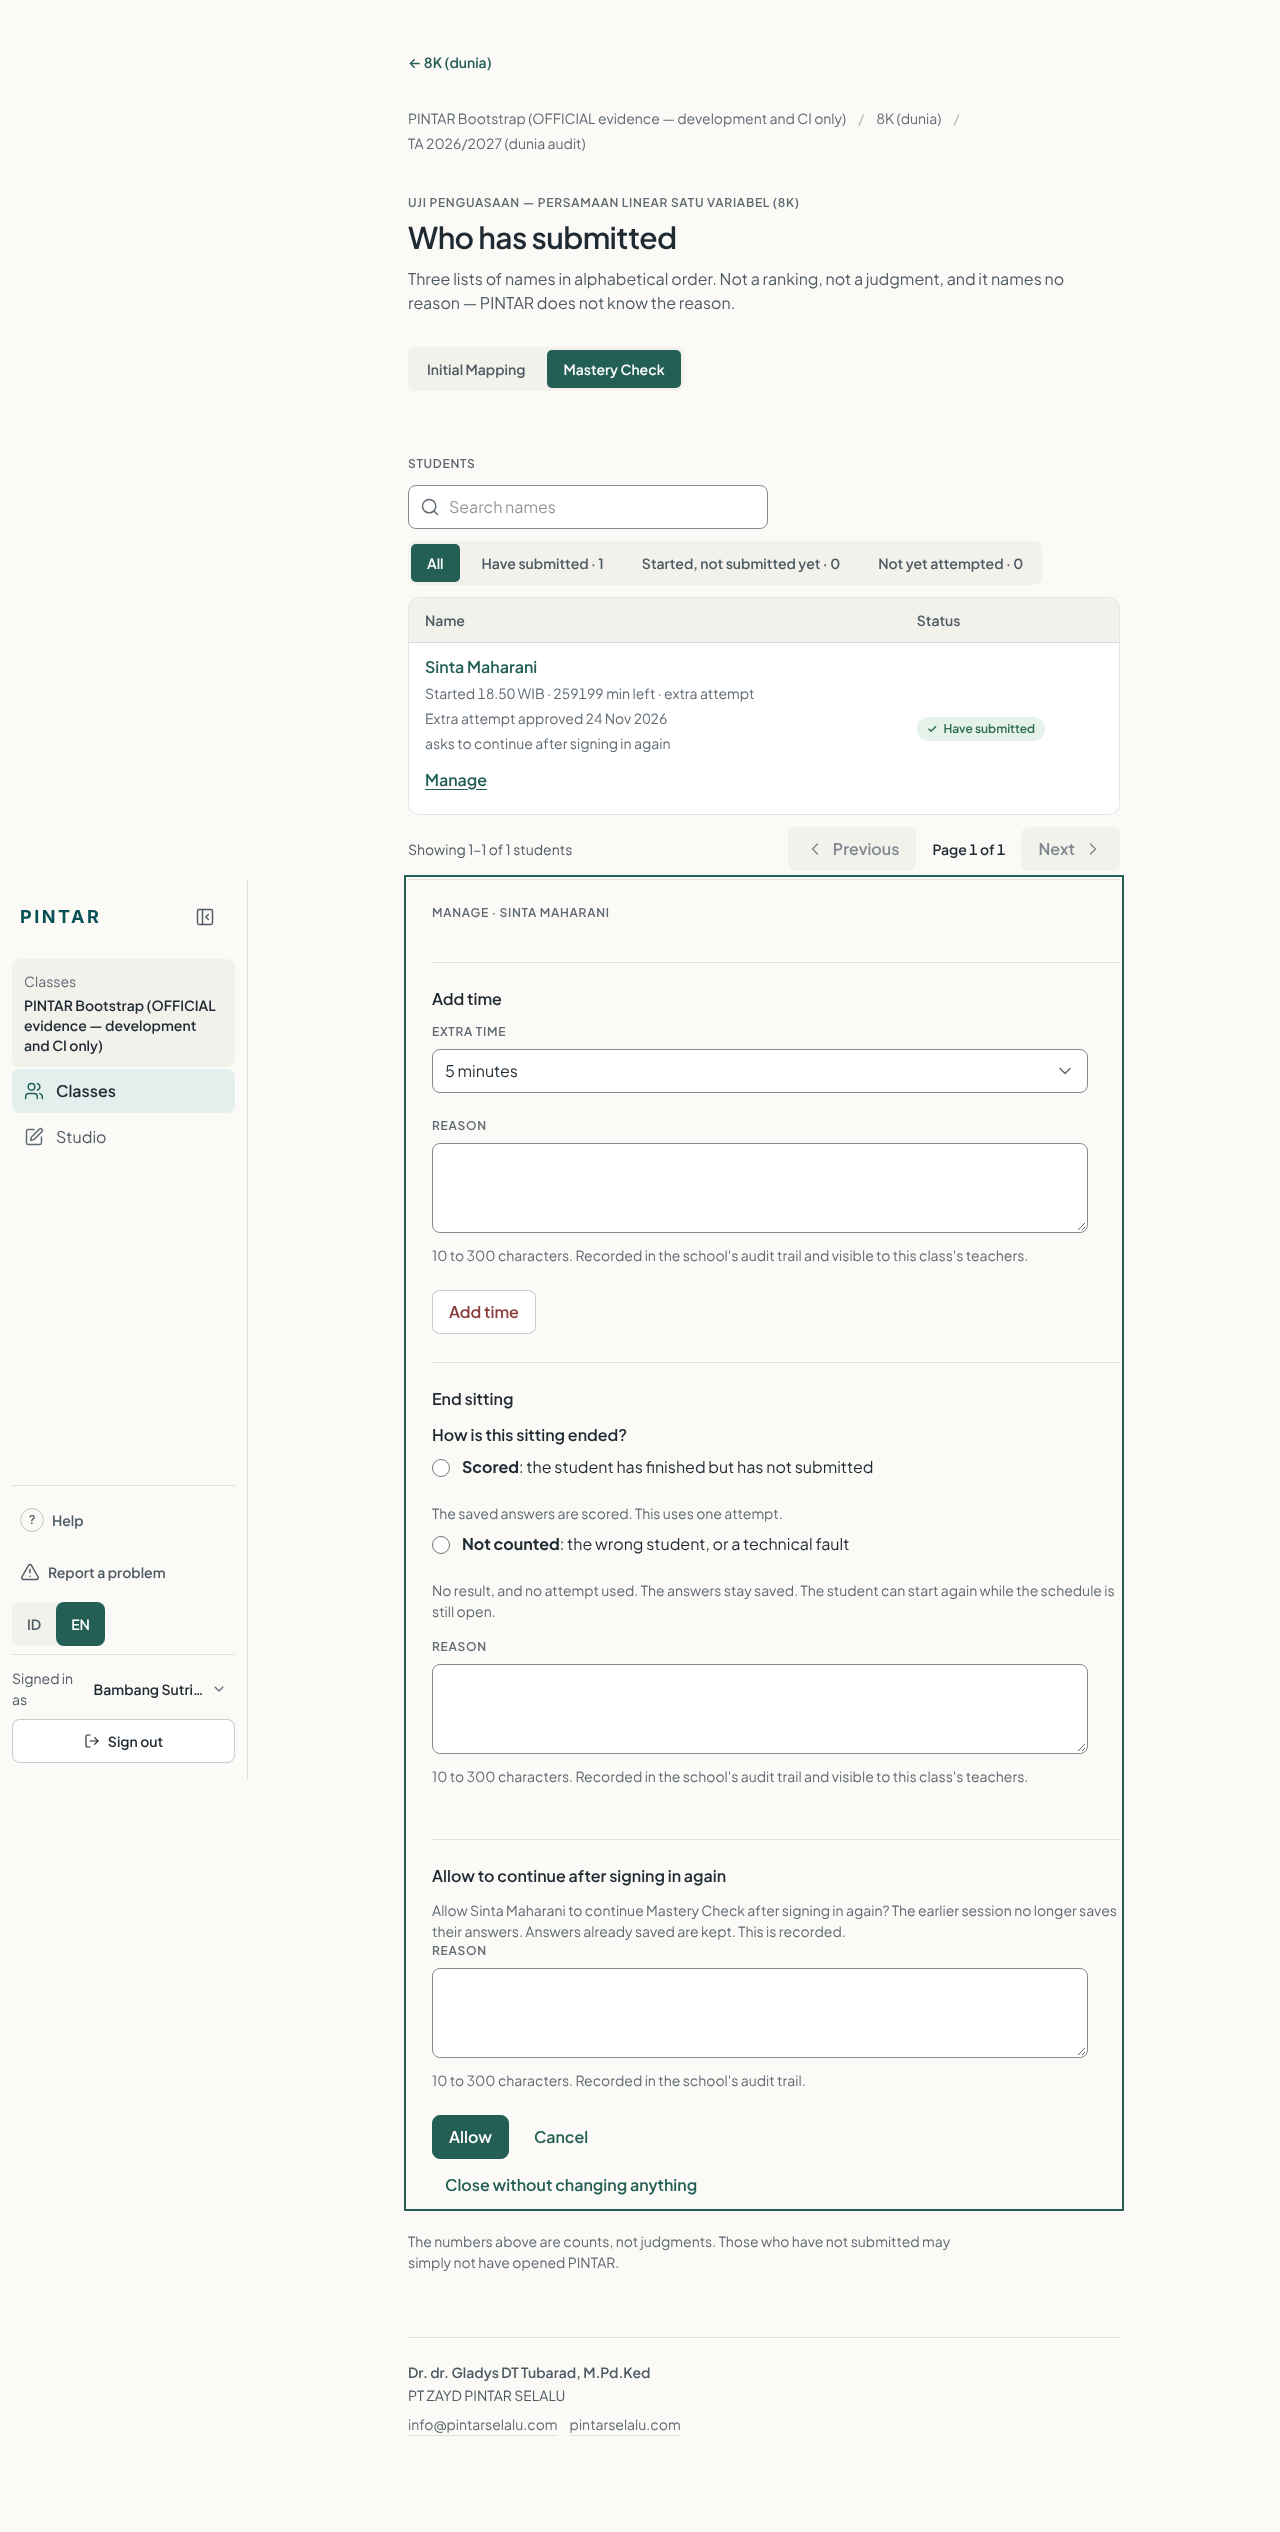 ← 8K (dunia)
PINTAR Bootstrap (OFFICIAL evidence — development and CI only) / 8K (dunia) /
TA 2026/2027 (dunia audit)
UJI PENGUASAAN — PERSAMAAN LINEAR SATU VARIABEL (8K)
Who has submitted
Three lists of names in alphabetical order. Not a ranking, not a judgment, and it names no
reason — PINTAR does not know the reason.
Initial Mapping
Mastery Check
STUDENTS
Search names
All
Have submitted · 1
Started, not submitted yet · 0
Not yet attempted · 0
Name
Status
Sinta Maharani
Started 18.50 WIB · 259199 min left · extra attempt
Extra attempt approved 24 Nov 2026
asks to continue after signing in again
Have submitted
Manage
Showing 1–1 of 1 students
Previous
Page 1 of 1
Next
PINTAR
Classes
PINTAR Bootstrap (OFFICIAL
evidence — development
and CI only)
Classes
Studio
? Help
Report a problem
ID
EN
Signed in
as
Bambang Sutri...
Sign out
MANAGE · SINTA MAHARANI
Add time
EXTRA TIME
5 minutes
REASON
10 to 300 characters. Recorded in the school's audit trail and visible to this class's teachers.
Add time
End sitting
How is this sitting ended?
Scored: the student has finished but has not submitted
The saved answers are scored. This uses one attempt.
Not counted: the wrong student, or a technical fault
No result, and no attempt used. The answers stay saved. The student can start again while the schedule is
still open.
REASON
10 to 300 characters. Recorded in the school's audit trail and visible to this class's teachers.
Allow to continue after signing in again
Allow Sinta Maharani to continue Mastery Check after signing in again? The earlier session no longer saves
their answers. Answers already saved are kept. This is recorded.
REASON
10 to 300 characters. Recorded in the school's audit trail.
Allow
Cancel
Close without changing anything
The numbers above are counts, not judgments. Those who have not submitted may
simply not have opened PINTAR.
Dr. dr. Gladys DT Tubarad, M.Pd.Ked
PT ZAYD PINTAR SELALU
info@pintarselalu.com pintarselalu.com